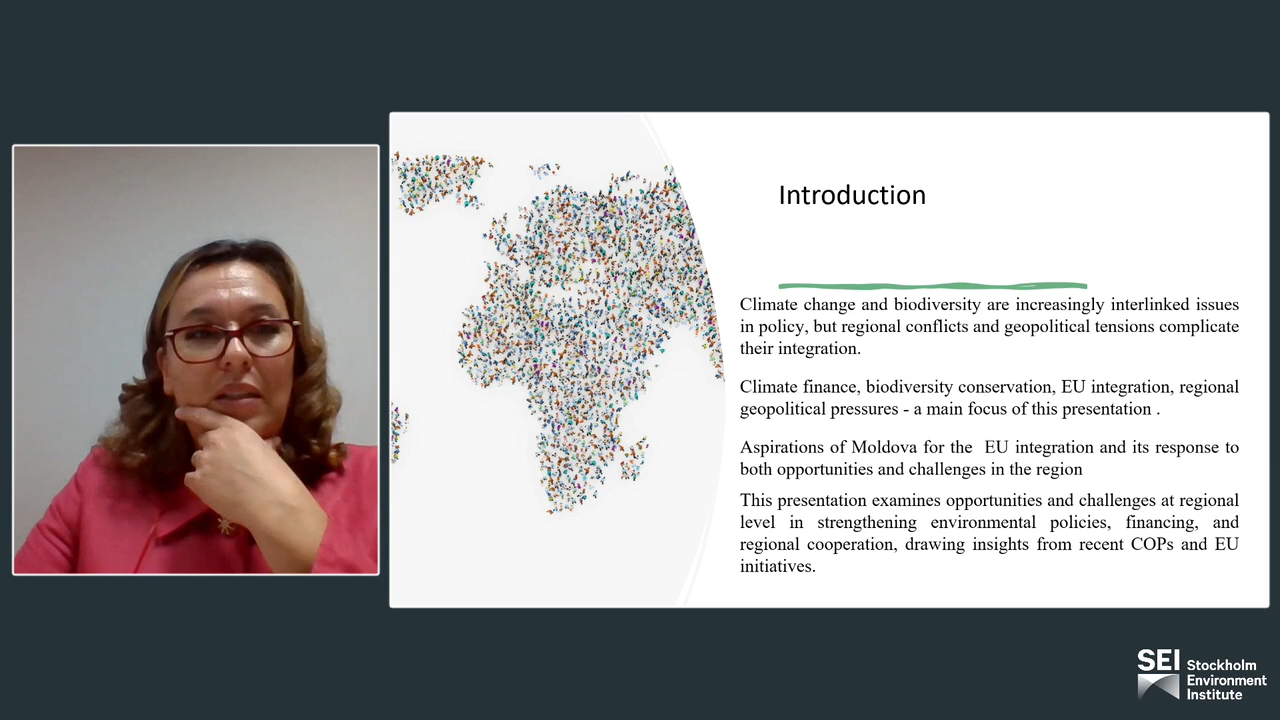 Introduction
Climate change and biodiversity are increasingly interlinked issues
in policy, but regional conflicts and geopolitical tensions complicate
their integration.
Climate finance, biodiversity conservation, EU integration, regional
geopolitical pressures - a main focus of this presentation .
Aspirations of Moldova for the  EU integration and its response to
both opportunities and challenges in the region
This presentation examines opportunities and challenges at regional
level in strengthening environmental policies, financing, and
regional cooperation, drawing insights from recent COPs and EU
initiatives.
SEI Stockholm
Environment
Institute